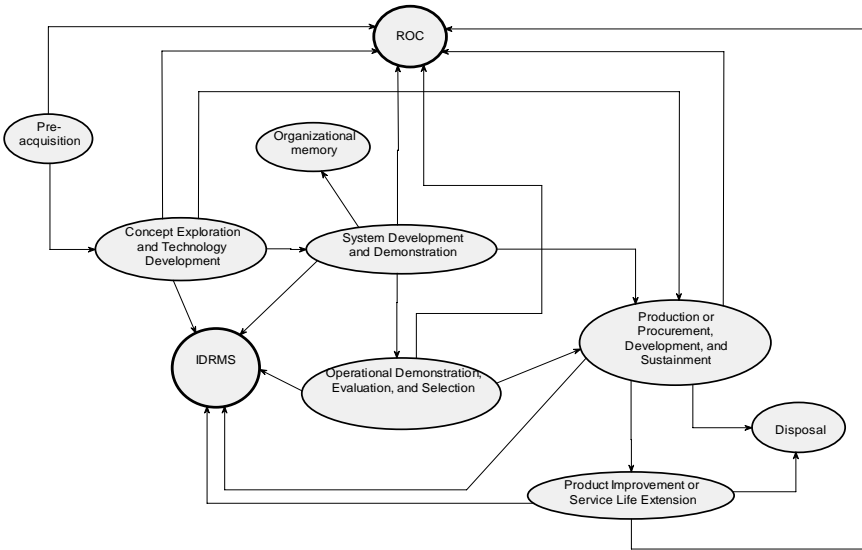 ROC
Pre-
acquisition
Organizational
memory
Concept Exploration
and Technology
Development
System Development
and Demonstration
IDRMS
Operational Demonstration,
Evaluation, and Selection
Production or
Procurement,
Development, and
Sustainment
Disposal
Product Improvement or
Service Life Extension